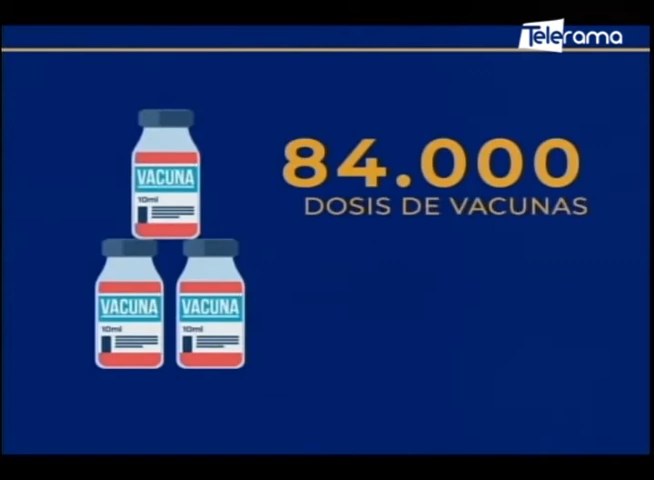 Telerama
84.000
DOSIS DE VACUNAS
VACUNA
10ml
VACUNA
10ml
VACUNA
10ml